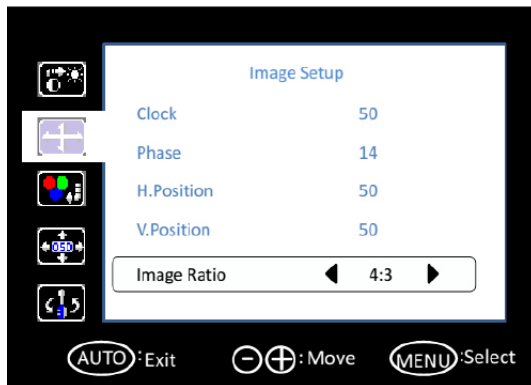 Image Setup
Clock 50
Phase 14
H.Position 50
V.Position 50
Image Ratio 4:3
050
AUTO:Exit
:Move
MENU:Select